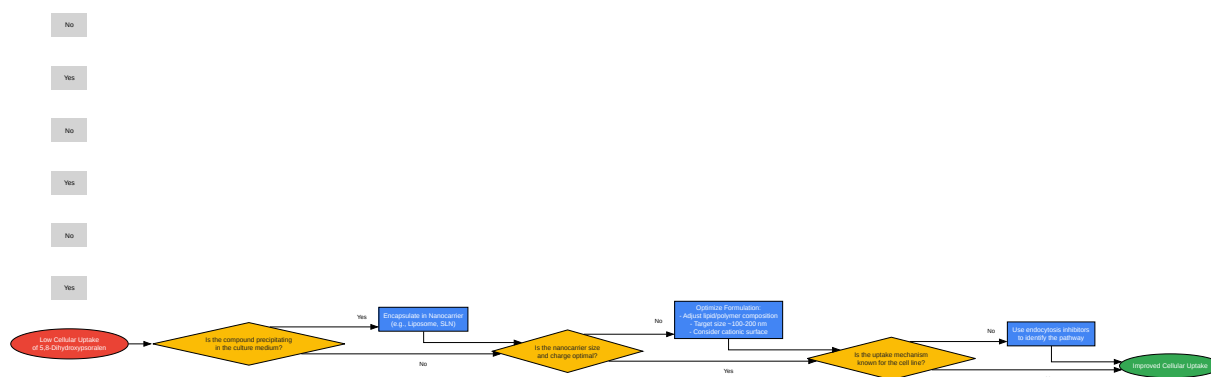 No
Yes
No
Yes
No
Yes
Low Cellular Uptake
of 5,8-Dihydroxypsoralen
Is the compound precipitating
in the culture medium?
Yes
No
Encapsulate in Nanocarrier
(e.g., Liposome, SLN)
Is the nanocarrier size
and charge optimal?
No
Yes
Optimize Formulation:
- Adjust lipid/polymer composition
- Target size ~100-200 nm
- Consider cationic surface
Is the uptake mechanism
known for the cell line?
No
Use endocytosis inhibitors
to identify the pathway
Improved Cellular Uptake